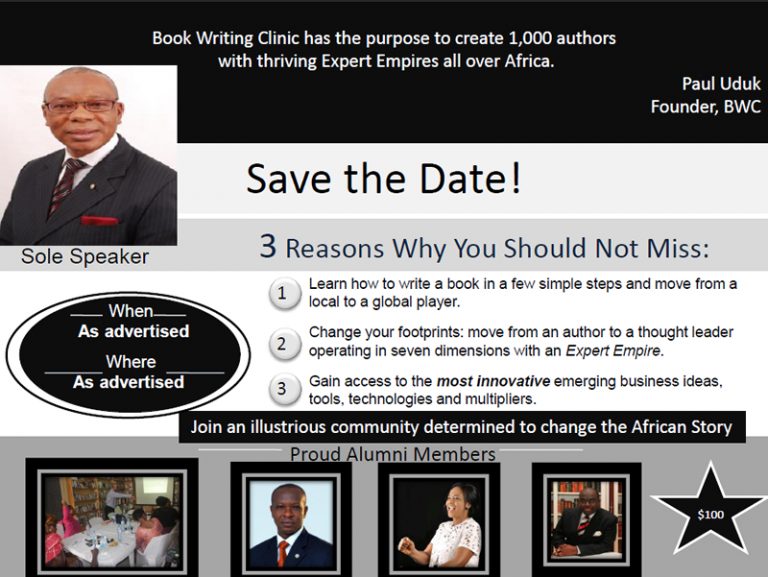 Book Writing Clinic has the purpose to create 1,000 authors
with thriving Expert Empires all over Africa.
Paul Uduk
Founder, BWC
Save the Date!
Sole Speaker
3 Reasons Why You Should Not Miss:
1 Learn how to write a book in a few simple steps and move from a
local to a global player.
2 Change your footprints: move from an author to a thought leader
operating in seven dimensions with an Expert Empire.
3 Gain access to the most innovative emerging business ideas,
tools, technologies and multipliers.
When
As advertised
Where
As advertised
Join an illustrious community determined to change the African Story
Proud Alumni Members
$100